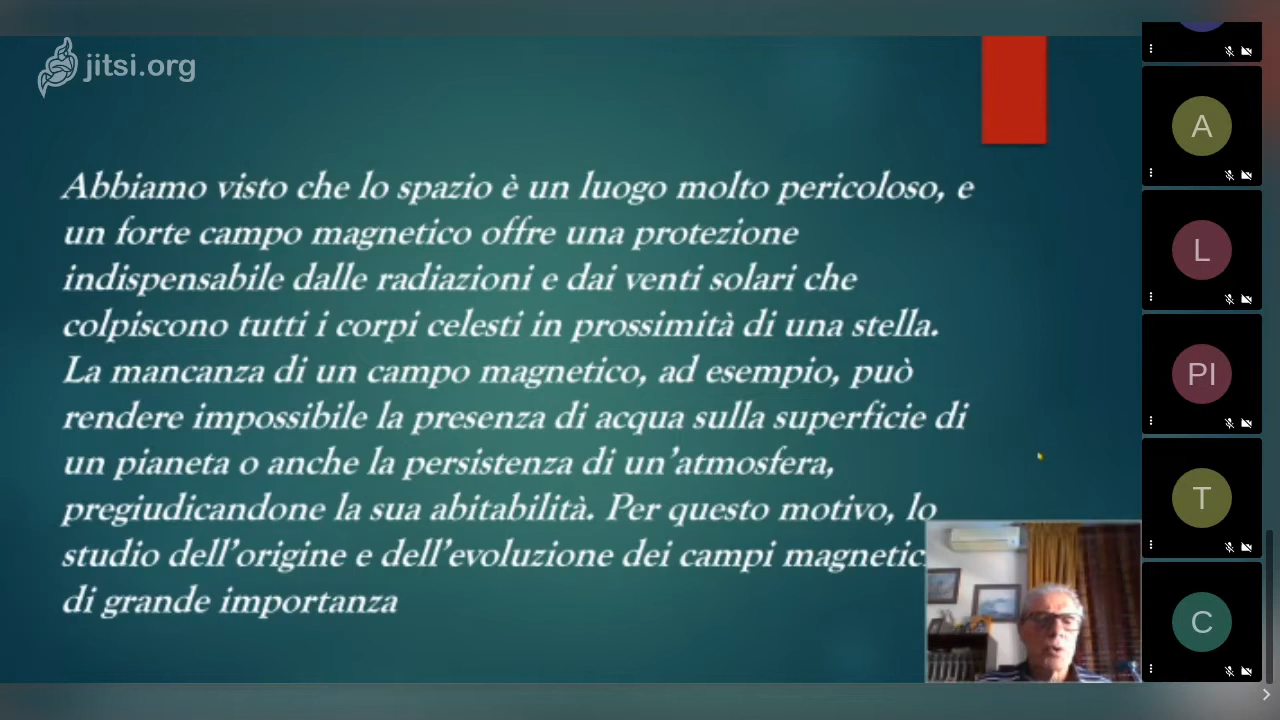 jitsi.org
Abbiamo visto che lo spazio è un luogo molto pericoloso, e
un forte campo magnetico offre una protezione
indispensabile dalle radiazioni e dai venti solari che
colpiscono tutti i corpi celesti in prossimità di una stella.
La mancanza di un campo magnetico, ad esempio, può
rendere impossibile la presenza di acqua sulla superficie di
un pianeta o anche la persistenza di un’atmosfera,
pregiudicandone la sua abitabilità. Per questo motivo, lo
studio dell’origine e dell’evoluzione dei campi magnetic
di grande importanza
A
L
PI
T
C